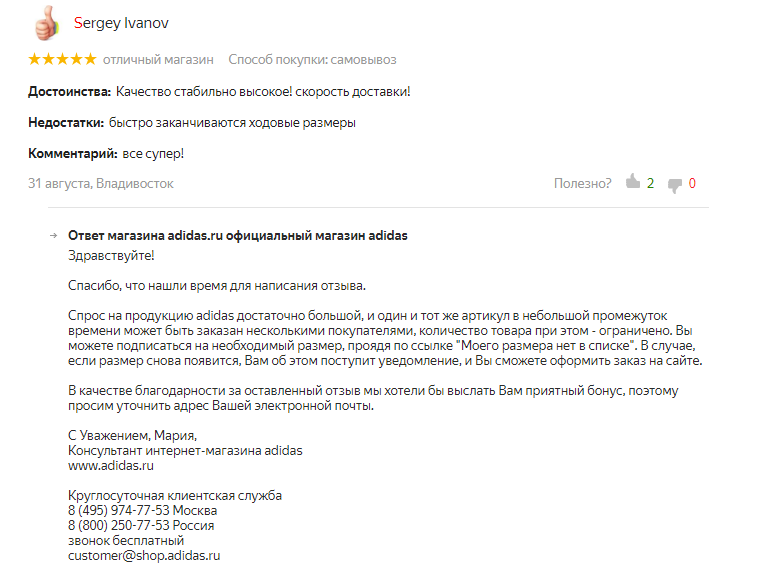 Sergey Ivanov
отличный магазин Способ покупки: самовывоз
Достоинства: Качество стабильно высокое! скорость доставки!
Недостатки: быстро заканчиваются ходовые размеры
Комментарий: все супер!
31 августа, Владивосток Полезно? 2 0
Ответ магазина adidas.ru официальный магазин adidas
Здравствуйте!
Спасибо, что нашли время для написания отзыва.
Спрос на продукцию adidas достаточно большой, и один и тот же артикул в небольшой промежуток
времени может быть заказан несколькими покупателями, количество товара при этом - ограничено. Вы
можете подписаться на необходимый размер, пройдя по ссылке "Моего размера нет в списке". В случае,
если размер снова появится, Вам об этом поступит уведомление, и Вы сможете оформить заказ на сайте.
В качестве благодарности за оставленный отзыв мы хотели бы выслать Вам приятный бонус, поэтому
просим уточнить адрес Вашей электронной почты.
С Уважением, Мария,
Консультант интернет-магазина adidas
www.adidas.ru
Круглосуточная клиентская служба
8 (495) 974-77-53 Москва
8 (800) 250-77-53 Россия
звонок бесплатный
customer@shop.adidas.ru